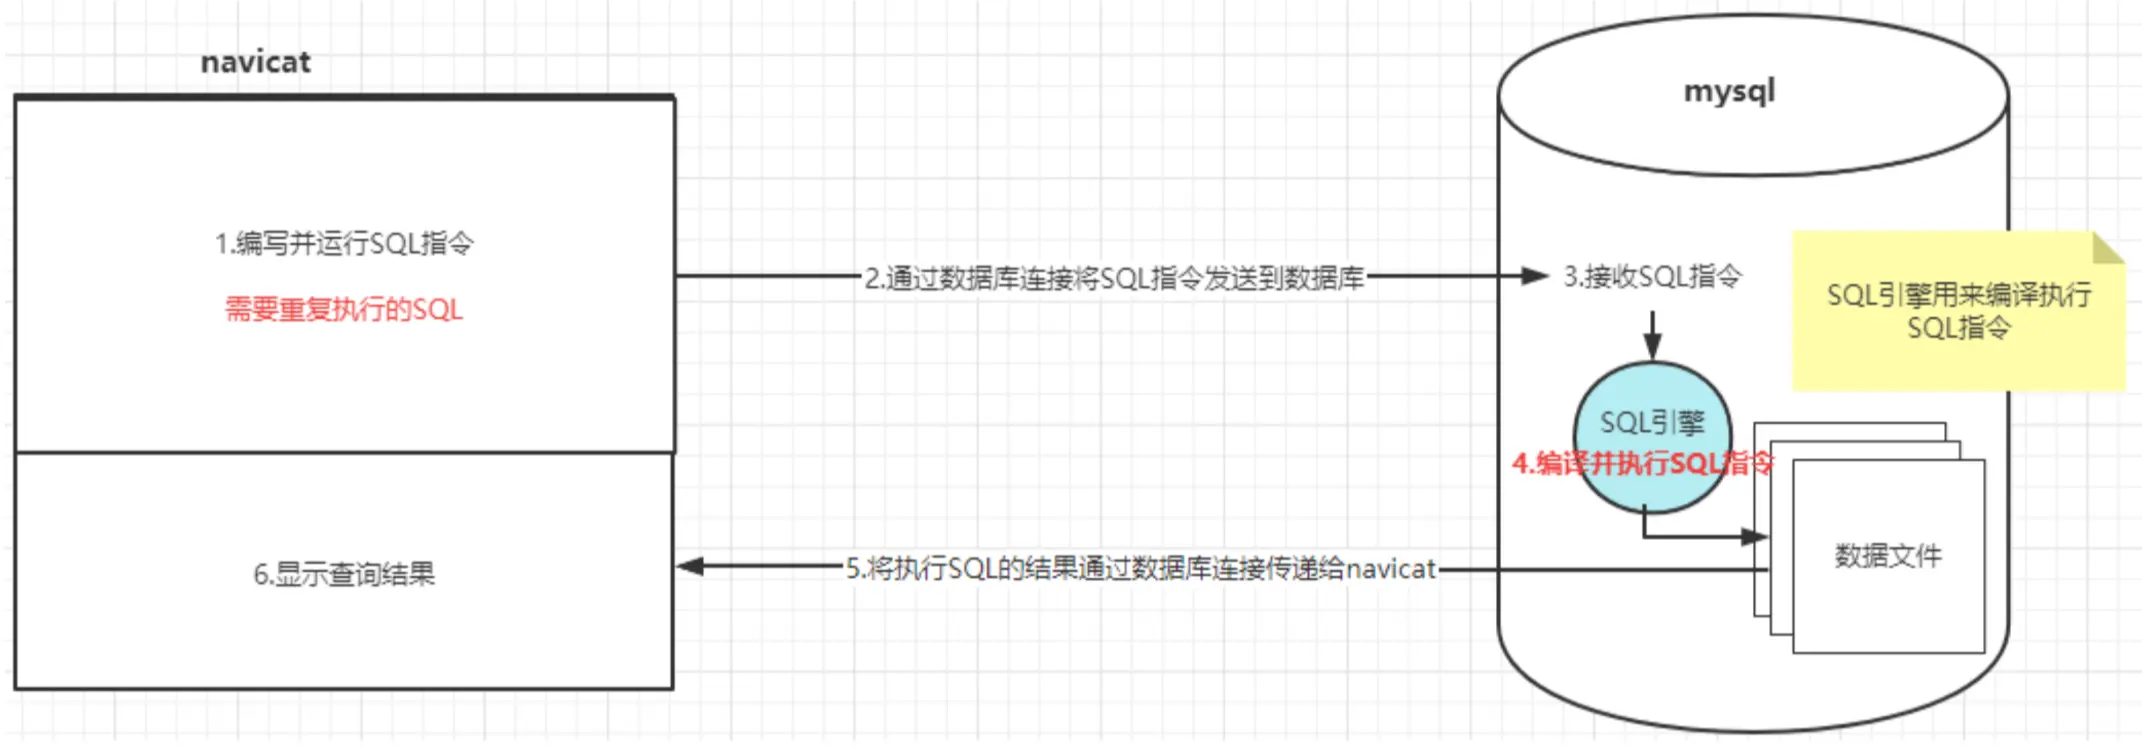 navicat
mysql
1.编写并运行SQL指令
需要重复执行的SQL
2.通过数据库连接将SQL指令发送到数据库
3.接收SQL指令
SQL引擎用来编译执行
SQL指令
SQL引擎
4.编译并执行SQL指令
数据文件
5.将执行SQL的结果通过数据库连接传递给navicat
6.显示查询结果